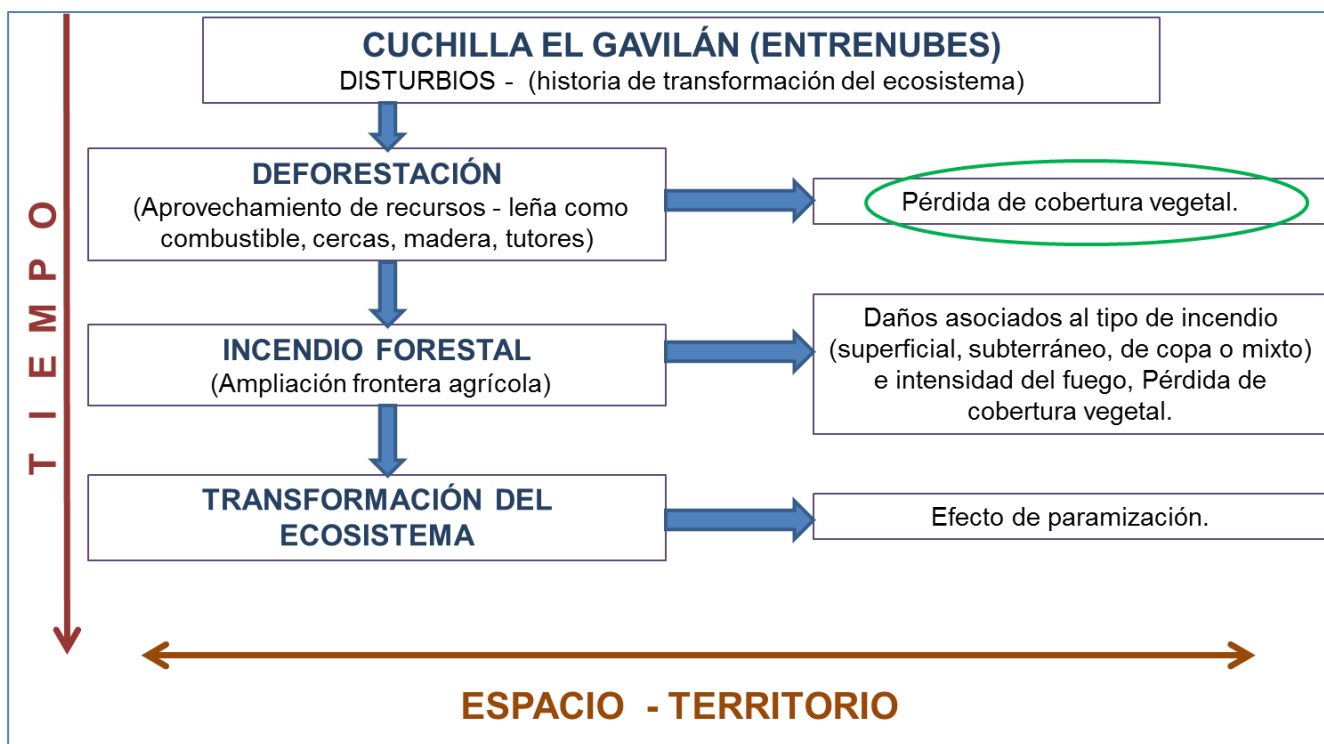 CUCHILLA EL GAVILÁN (ENTRENUBES)
DISTURBIOS - (historia de transformación del ecosistema)
DEFORESTACIÓN
(Aprovechamiento de recursos - leña como
combustible, cercas, madera, tutores)
Pérdida de cobertura vegetal.
INCENDIO FORESTAL
(Ampliación frontera agrícola)
Daños asociados al tipo de incendio
(superficial, subterráneo, de copa o mixto)
e intensidad del fuego, Pérdida de
cobertura vegetal.
TRANSFORMACIÓN DEL
ECOSISTEMA
Efecto de paramización.
TIEMPO
ESPACIO - TERRITORIO